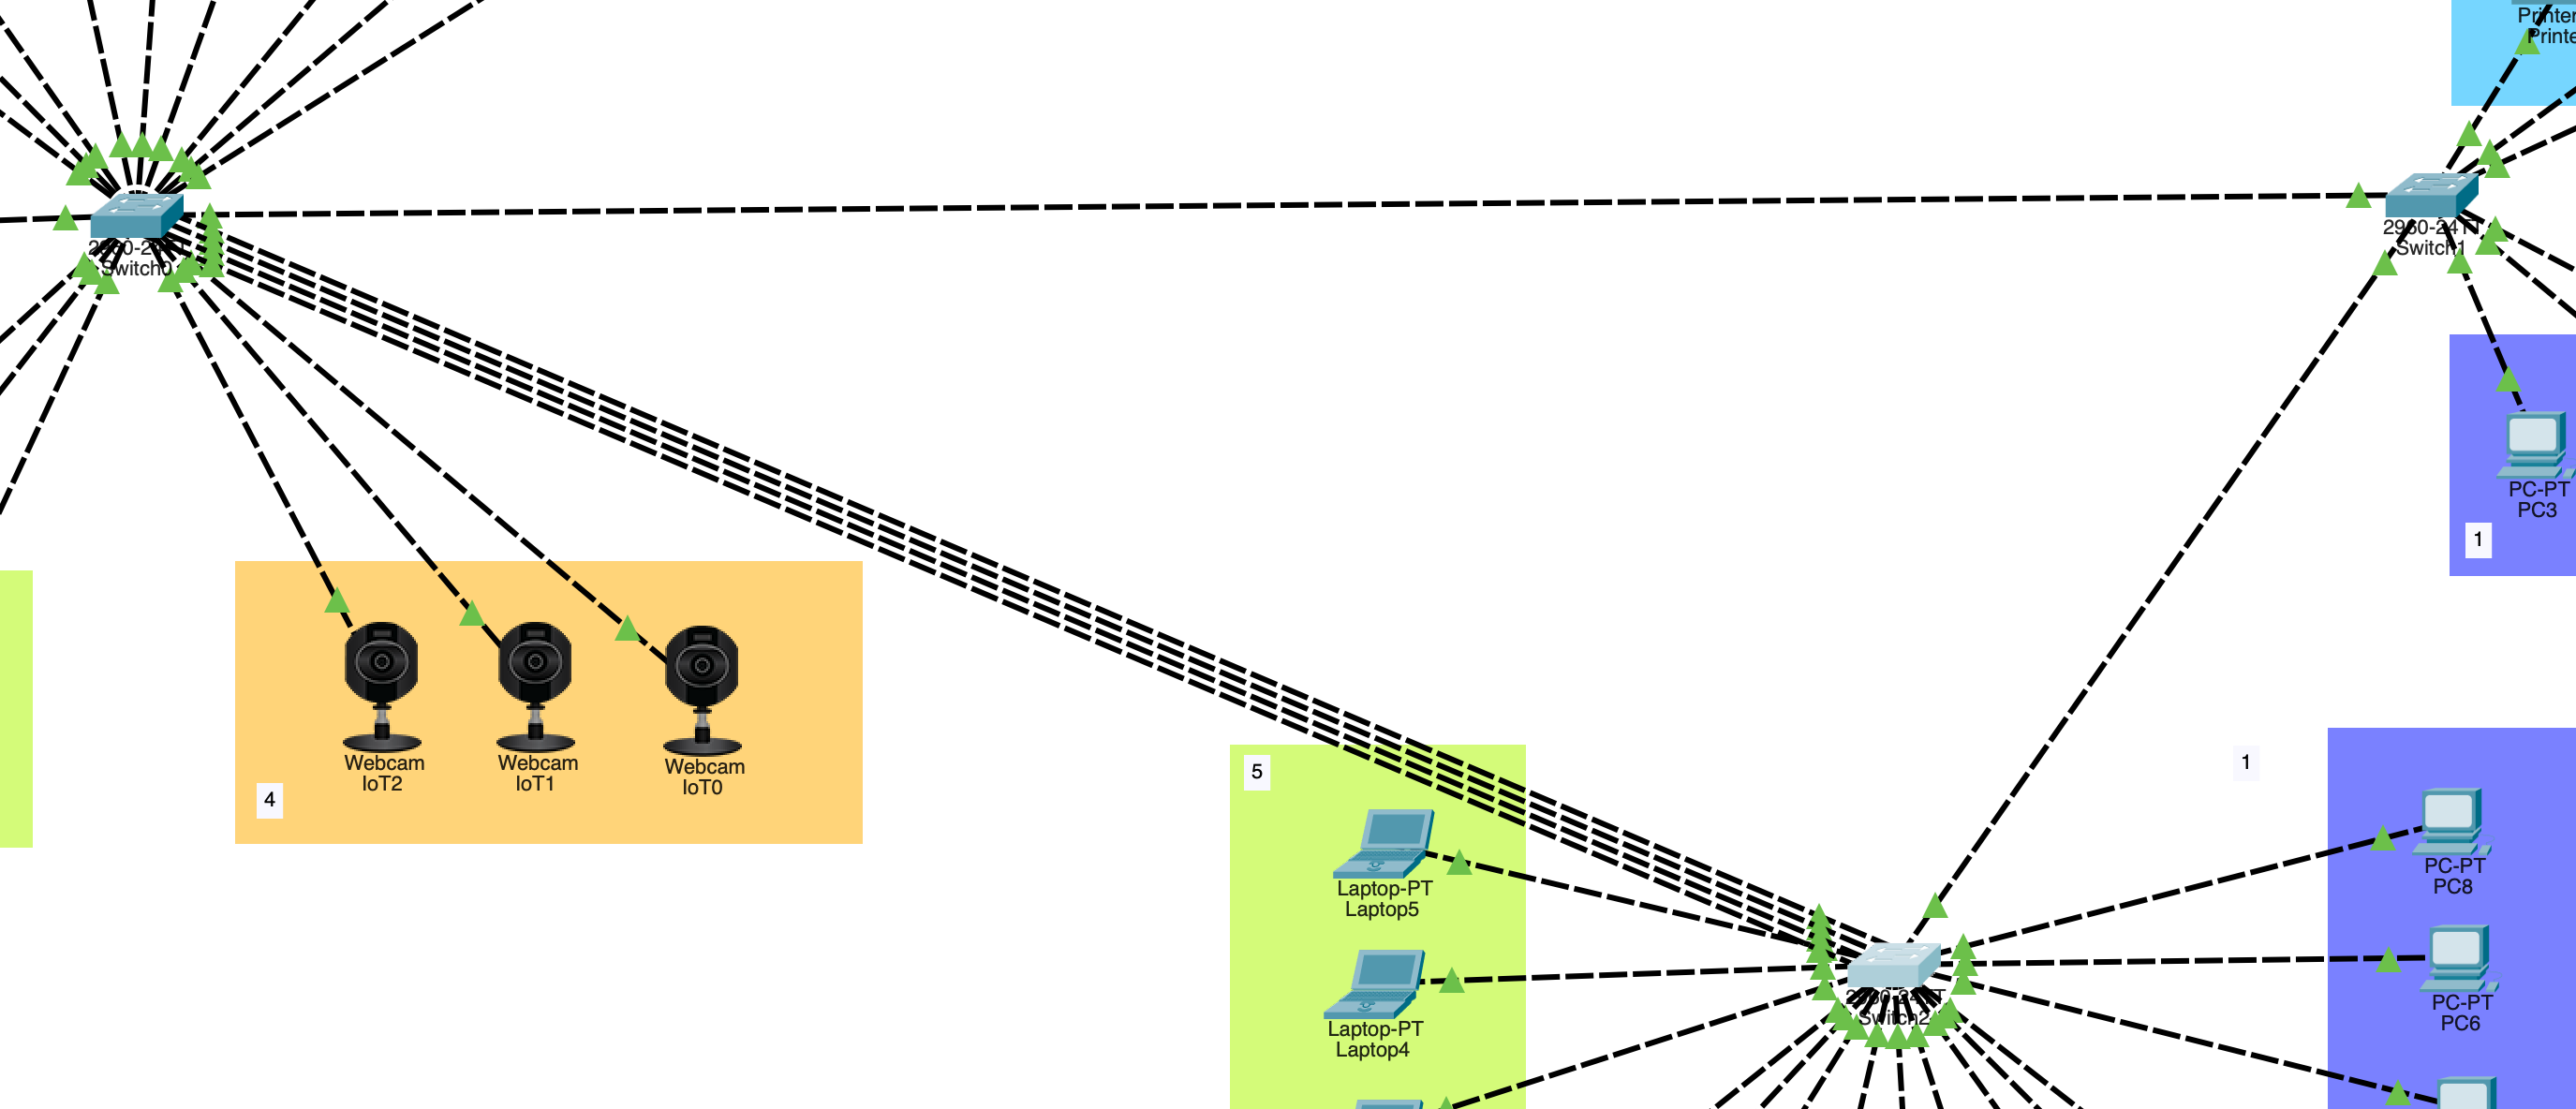 Printer
Printe
2960-24TT
Switch0
2960-24TT
Switch1
PC-PT
PC3
1
Webcam
IoT2
Webcam
IoT1
Webcam
IoT0
4
5
1
Laptop-PT
Laptop5
PC-PT
PC8
Laptop-PT
Laptop4
2960-24TT
Switch2
PC-PT
PC6